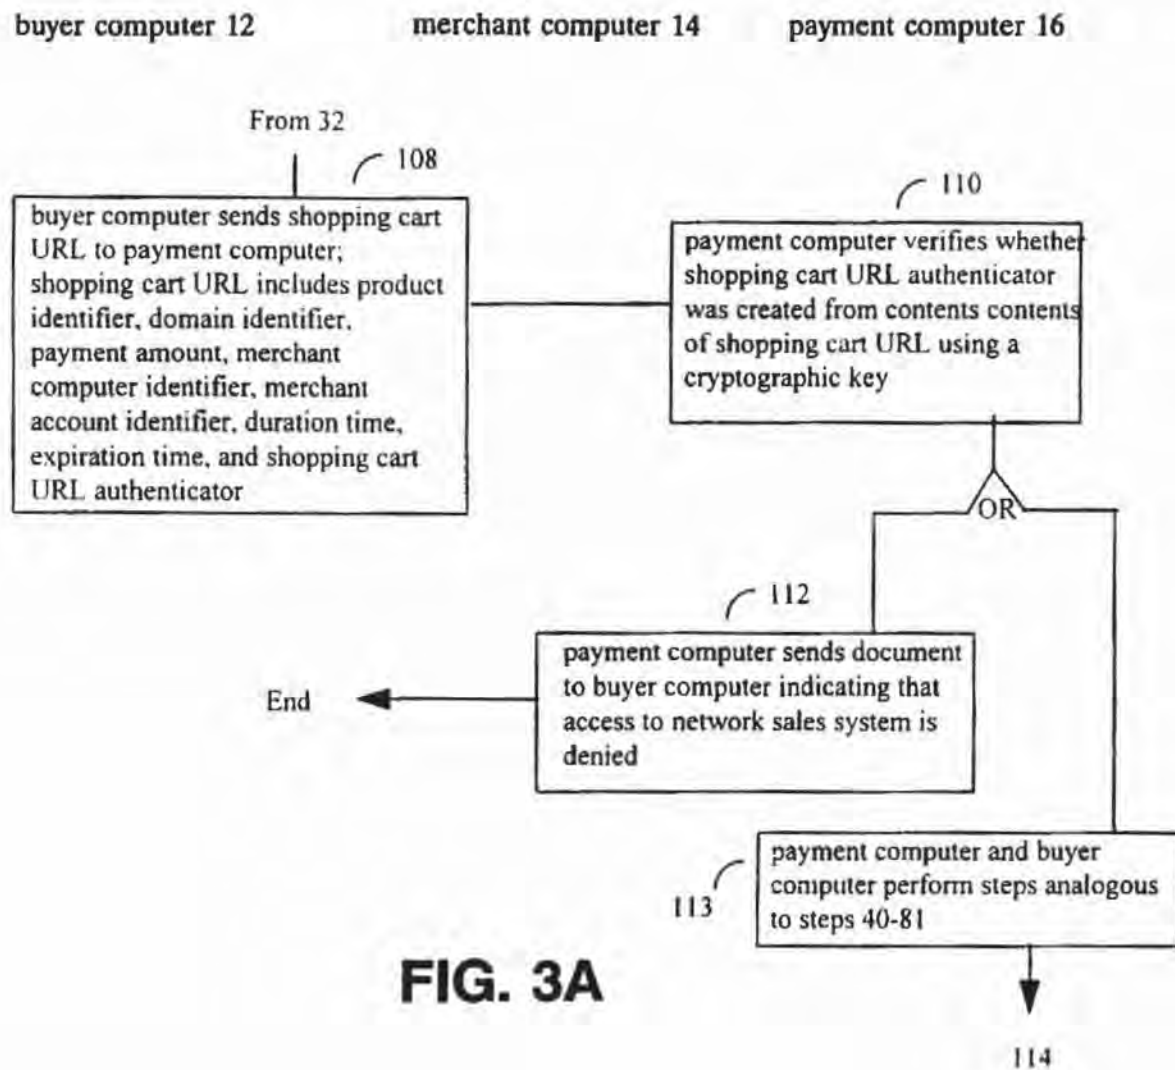 buyer computer 12 merchant computer 14 payment computer 16
From 32
108
buyer computer sends shopping cart
URL to payment computer;
shopping cart URL includes product
identifier, domain identifier,
payment amount, merchant
computer identifier, merchant
account identifier, duration time,
expiration time, and shopping cart
URL authenticator
110
payment computer verifies whether
shopping cart URL authenticator
was created from contents contents
of shopping cart URL using a
cryptographic key
OR
112
payment computer sends document
to buyer computer indicating that
access to network sales system is
denied
End
113
payment computer and buyer
computer perform steps analogous
to steps 40-81
FIG. 3A
114